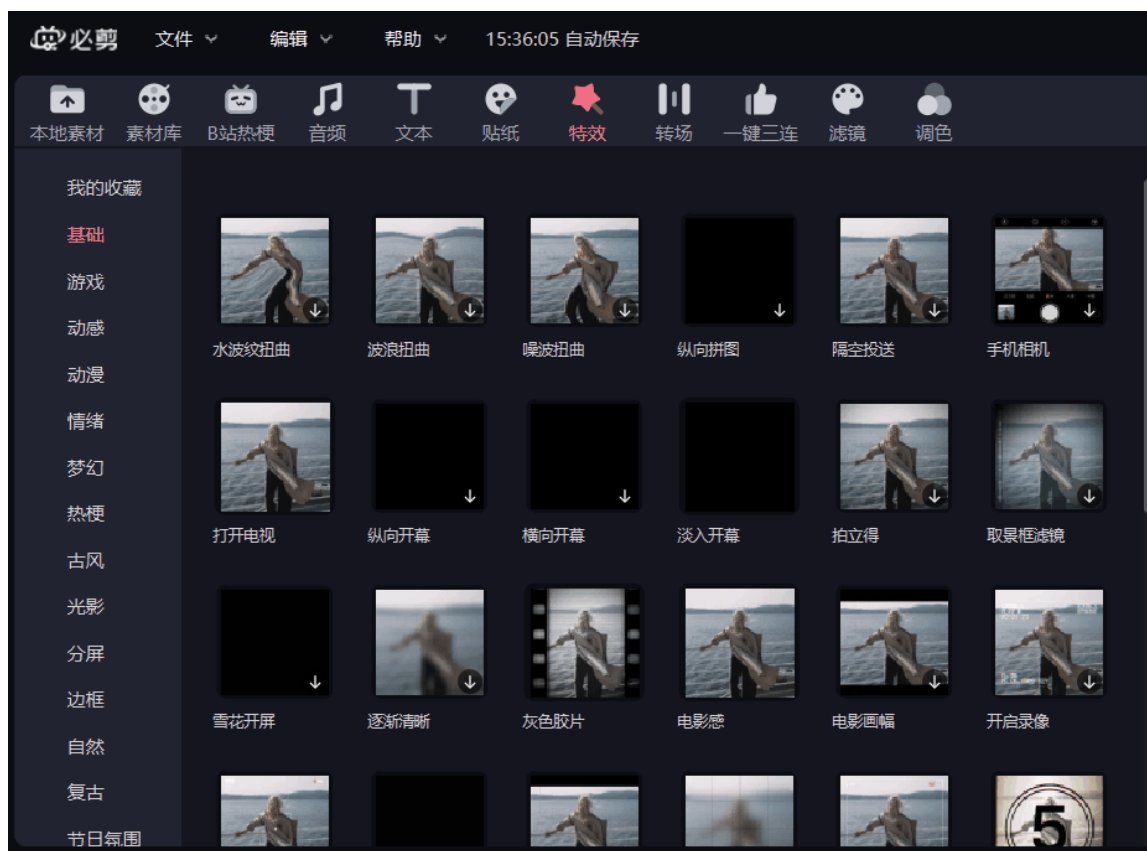 必剪 文件 编辑 帮助 15:36:05 自动保存
本地素材 素材库 B站热梗 音频 文本 贴纸 特效 转场 一键三连 滤镜 调色
我的收藏
基础
游戏
动感
动漫
情绪
梦幻
热梗
古风
光影
分屏
边框
自然
复古
节日氛围
水波纹扭曲 波浪扭曲 噪波扭曲 纵向拼图 隔空投送 手机相机
打开电视 纵向开幕 横向开幕 淡入开幕 拍立得 取景框滤镜
雪花开屏 逐渐清晰 灰色胶片 电影感 电影画幅 开启录像
5